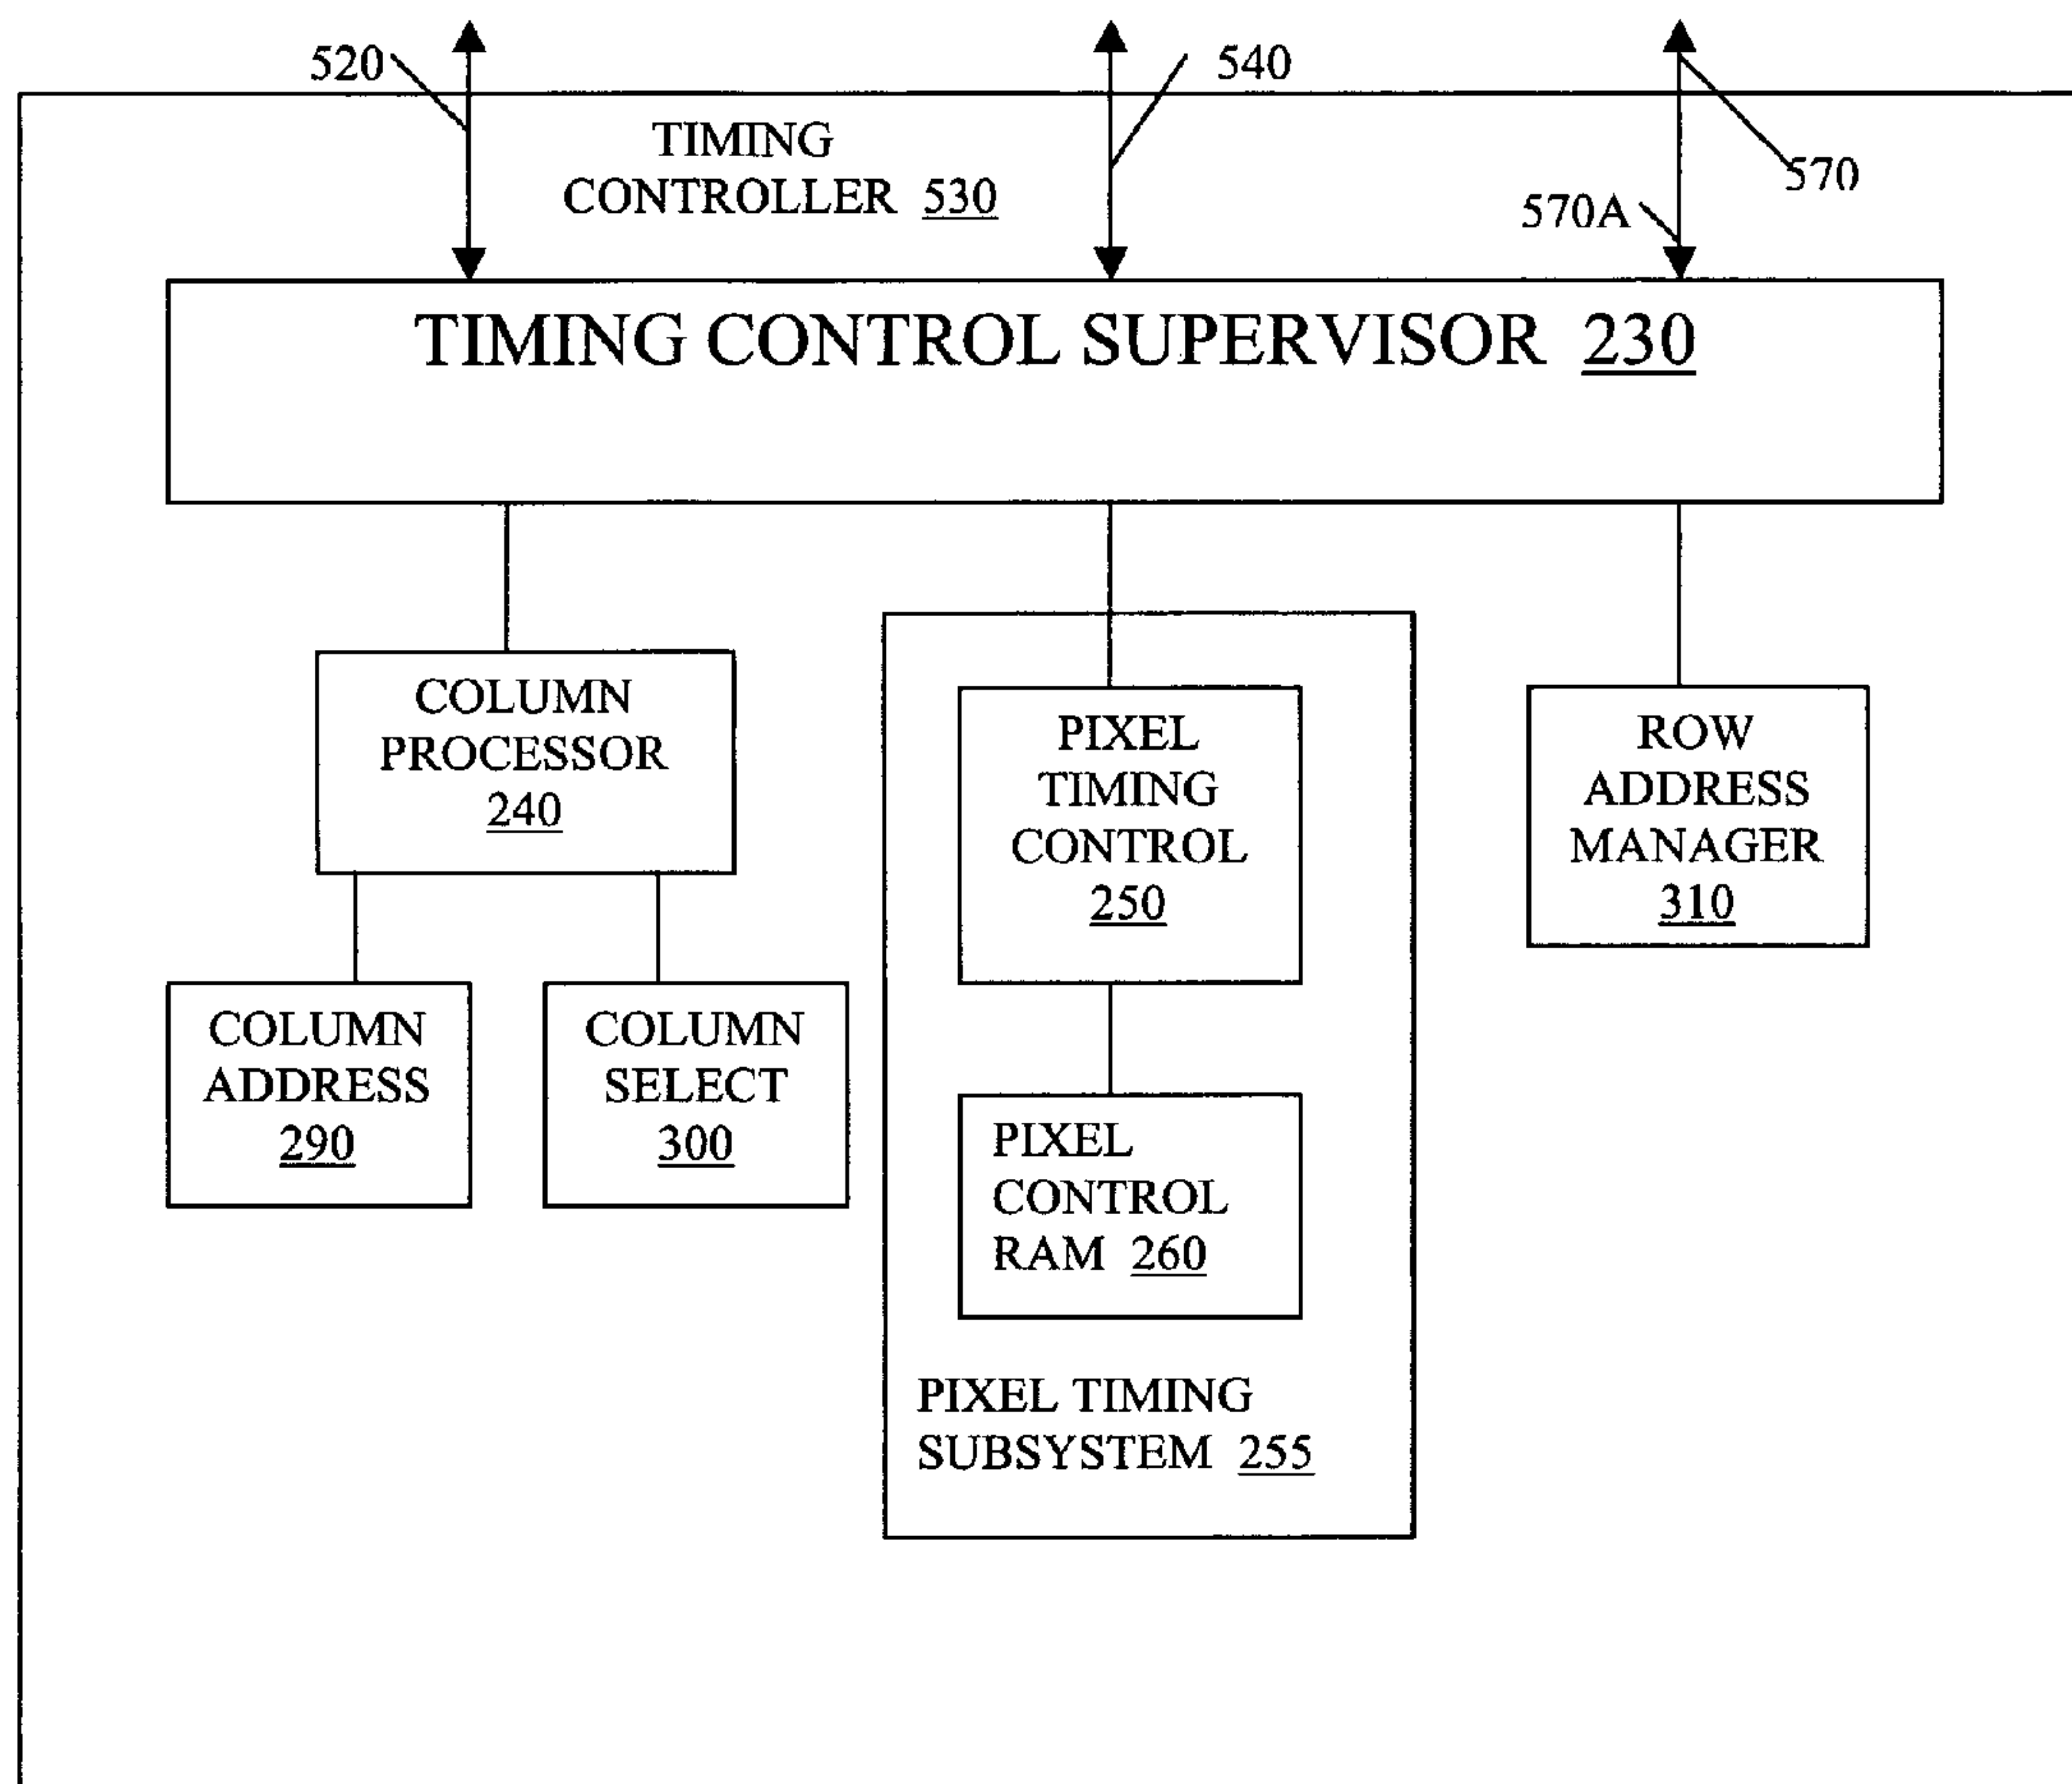 520
540
TIMING
CONTROLLER 530
570
570A
TIMING CONTROL SUPERVISOR 230
COLUMN
PROCESSOR
240
PIXEL
TIMING
CONTROL
250
ROW
ADDRESS
MANAGER
310
COLUMN
ADDRESS
290
COLUMN
SELECT
300
PIXEL
CONTROL
RAM 260
PIXEL TIMING
SUBSYSTEM 255